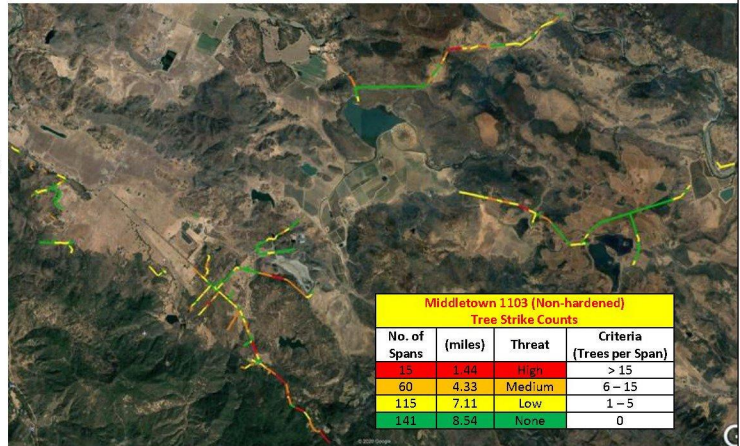 Middletown 1103 (Non-hardened)
Tree Strike Counts
No. of Spans (miles) Threat Criteria (Trees per Span)
15 1.44 High > 15
60 4.33 Medium 6 – 15
115 7.11 Low 1 – 5
141 8.54 None 0
© 2020 Google